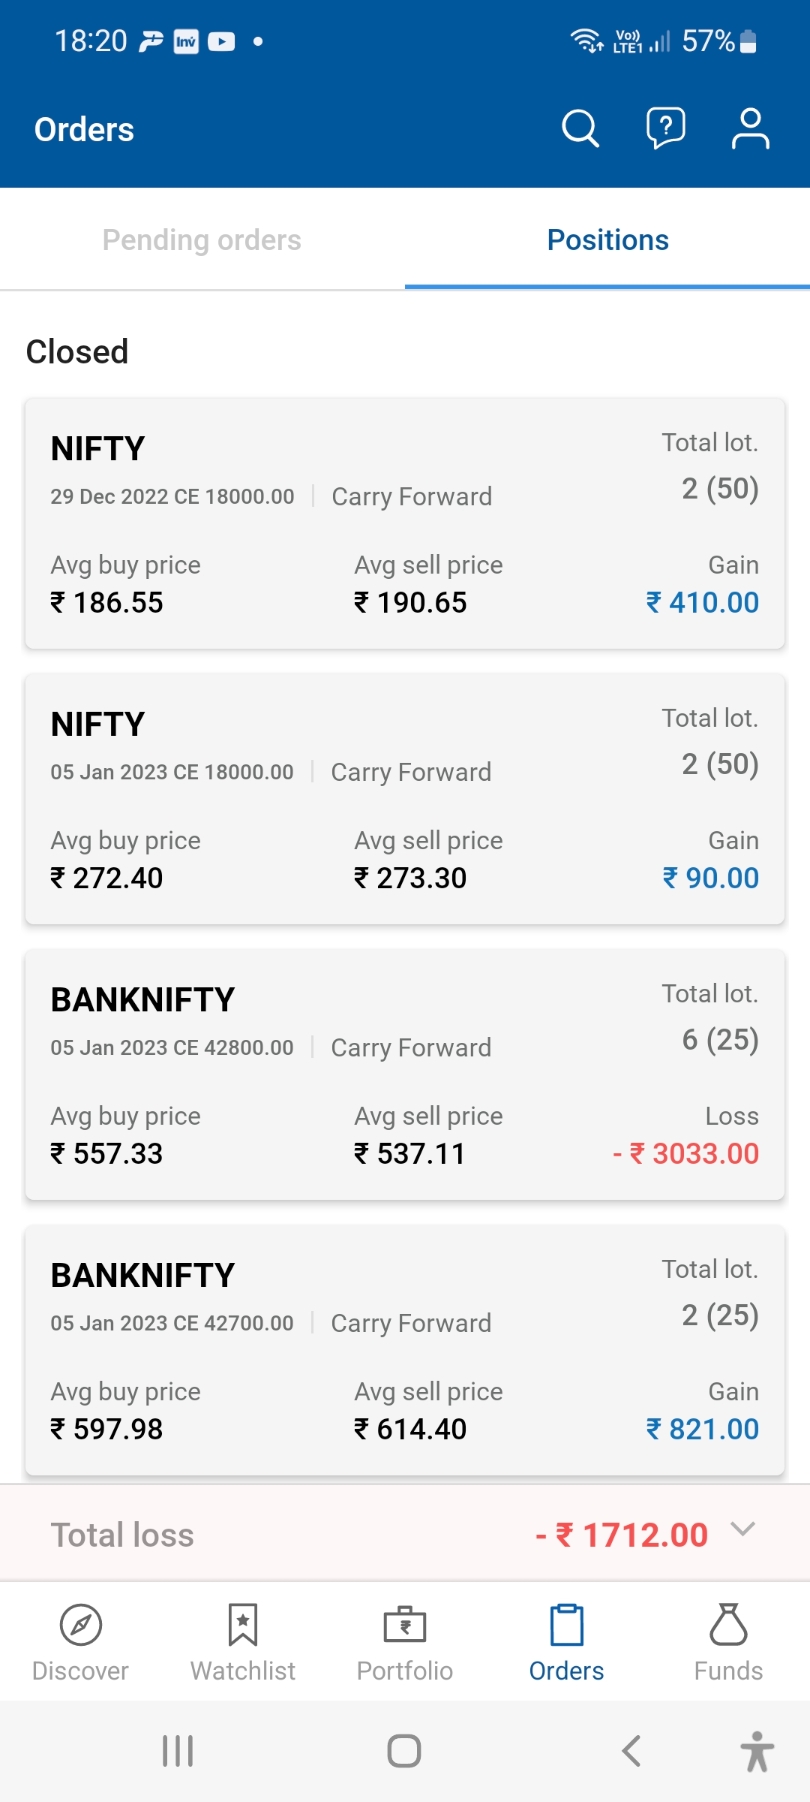 18:20 Inv Vo)) LTE1 57%
Orders
Pending orders Positions
Closed
NIFTY Total lot.
29 Dec 2022 CE 18000.00 Carry Forward 2 (50)
Avg buy price Avg sell price Gain
₹ 186.55 ₹ 190.65 ₹ 410.00
NIFTY Total lot.
05 Jan 2023 CE 18000.00 Carry Forward 2 (50)
Avg buy price Avg sell price Gain
₹ 272.40 ₹ 273.30 ₹ 90.00
BANKNIFTY Total lot.
05 Jan 2023 CE 42800.00 Carry Forward 6 (25)
Avg buy price Avg sell price Loss
₹ 557.33 ₹ 537.11 - ₹ 3033.00
BANKNIFTY Total lot.
05 Jan 2023 CE 42700.00 Carry Forward 2 (25)
Avg buy price Avg sell price Gain
₹ 597.98 ₹ 614.40 ₹ 821.00
Total loss - ₹ 1712.00
Discover Watchlist Portfolio Orders Funds